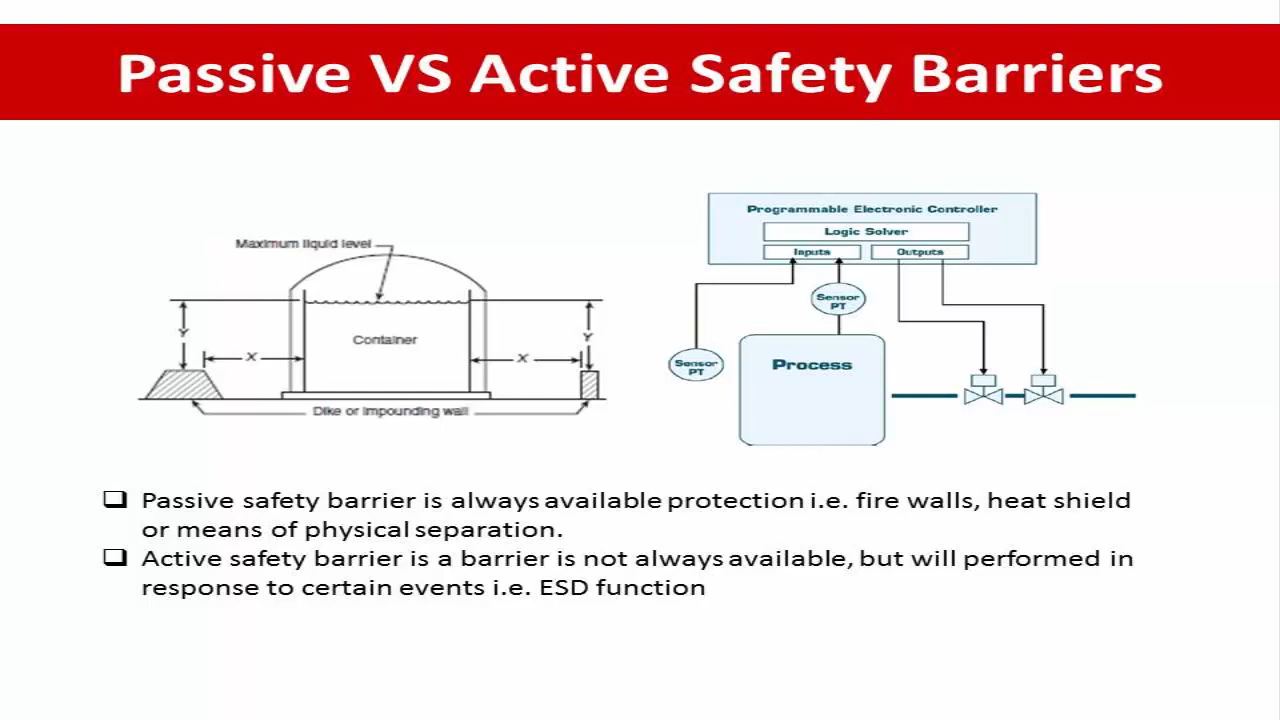 Passive VS Active Safety Barriers
Maximum liquid level
Container
Y
X
X
Y
Dike or impounding wall
Programmable Electronic Controller
Logic Solver
Inputs
Outputs
Sensor
PT
Sensor
PT
Process
Passive safety barrier is always available protection i.e. fire walls, heat shield
or means of physical separation.
Active safety barrier is a barrier is not always available, but will performed in
response to certain events i.e. ESD function